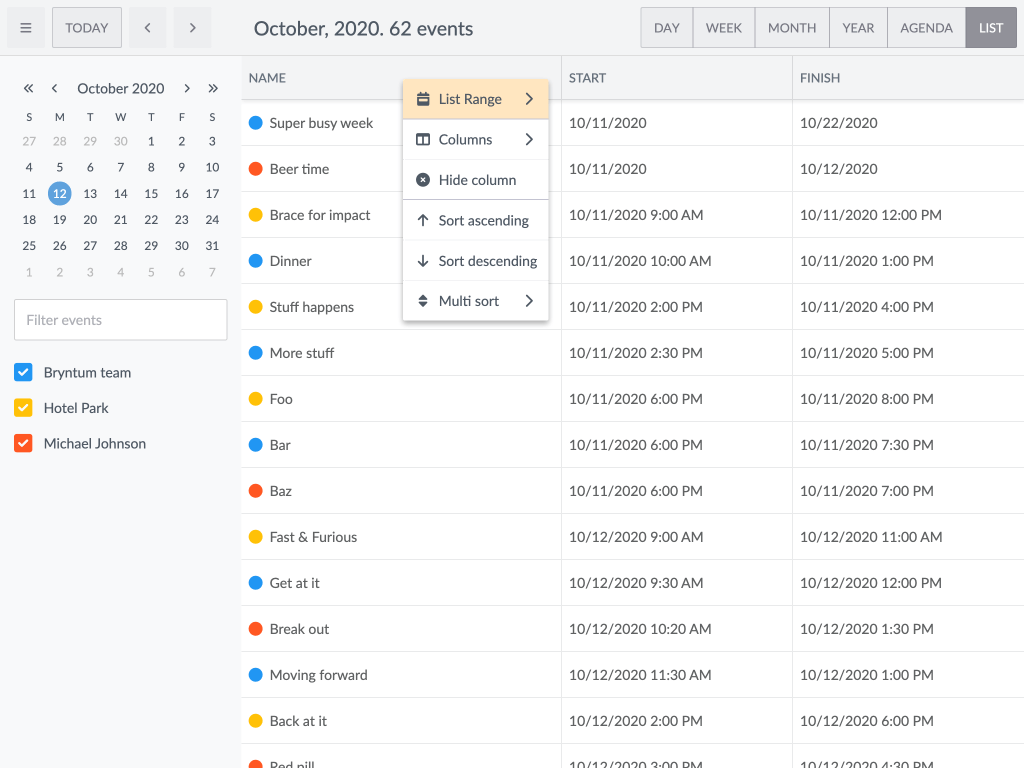 TODAY
October, 2020. 62 events
DAY WEEK MONTH YEAR AGENDA LIST
October 2020
S M T W T F S
27 28 29 30 1 2 3
4 5 6 7 8 9 10
11 12 13 14 15 16 17
18 19 20 21 22 23 24
25 26 27 28 29 30 31
1 2 3 4 5 6 7
Filter events
Bryntum team
Hotel Park
Michael Johnson
NAME START FINISH
Super busy week 10/11/2020 10/22/2020
Beer time 10/11/2020 10/12/2020
Brace for impact 10/11/2020 9:00 AM 10/11/2020 12:00 PM
Dinner 10/11/2020 10:00 AM 10/11/2020 1:00 PM
Stuff happens 10/11/2020 2:00 PM 10/11/2020 4:00 PM
More stuff 10/11/2020 2:30 PM 10/11/2020 5:00 PM
Foo 10/11/2020 6:00 PM 10/11/2020 8:00 PM
Bar 10/11/2020 6:00 PM 10/11/2020 7:30 PM
Baz 10/11/2020 6:00 PM 10/11/2020 7:00 PM
Fast & Furious 10/12/2020 9:00 AM 10/12/2020 11:00 AM
Get at it 10/12/2020 9:30 AM 10/12/2020 12:00 PM
Break out 10/12/2020 10:20 AM 10/12/2020 1:30 PM
Moving forward 10/12/2020 11:30 AM 10/12/2020 1:00 PM
Back at it 10/12/2020 2:00 PM 10/12/2020 6:00 PM
Red pill 10/12/2020 3:00 PM 10/12/2020 4:30 PM
List Range
Columns
Hide column
Sort ascending
Sort descending
Multi sort